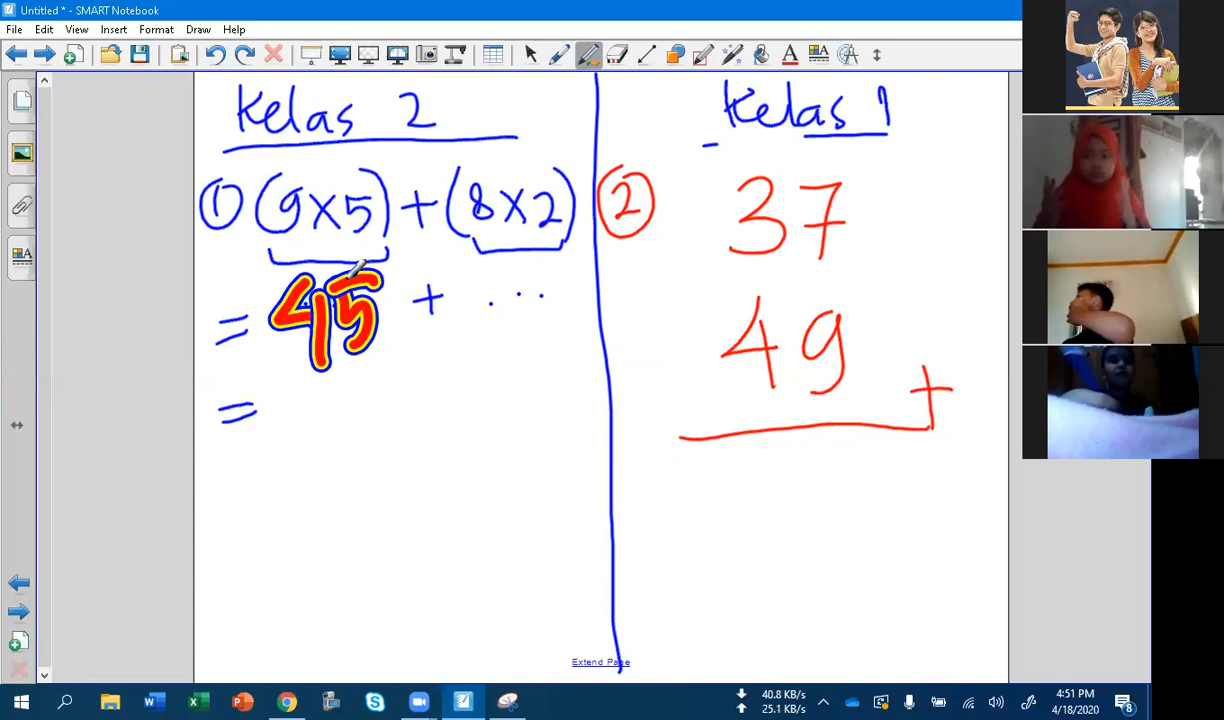 Untitled * - SMART Notebook
File Edit View Insert Format Draw Help
Kelas 2
① (9x5) + (8x2)
= 45 + ...
=
Kelas 1
②
37
49
+
Extend Page
40.8 KB/s
25.1 KB/s
4:51 PM
4/18/2020
8